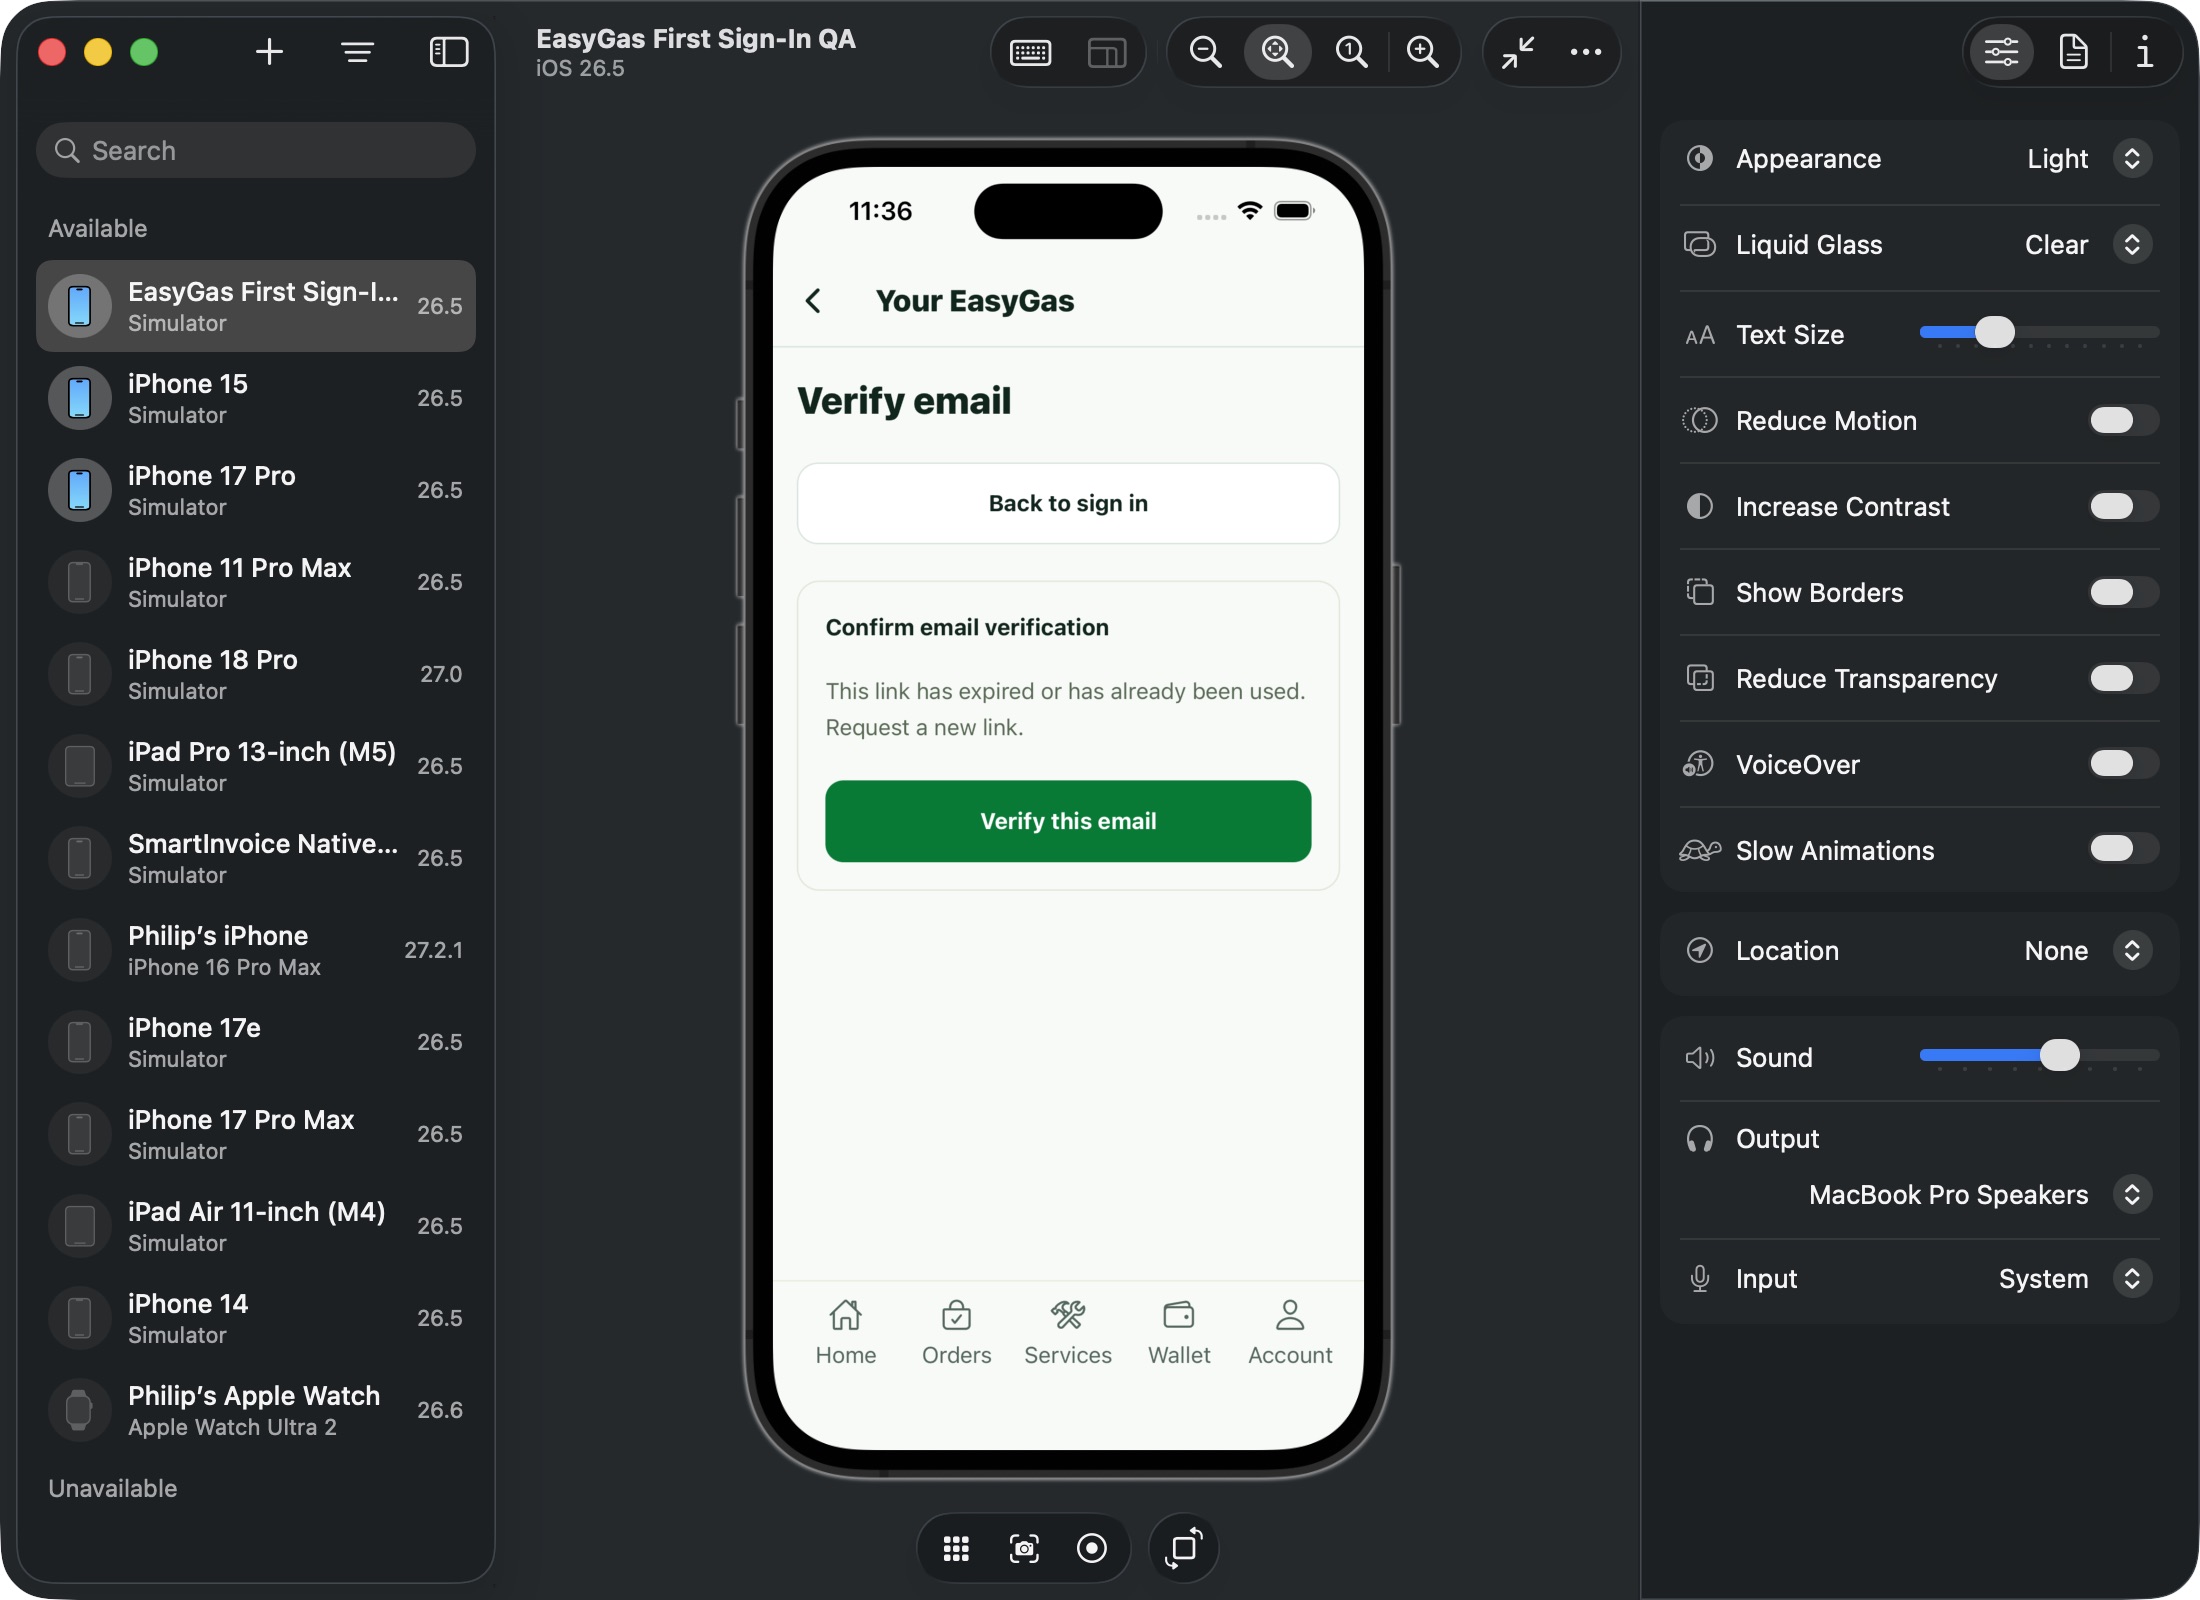 Search
Available
EasyGas First Sign-I...
26.5
Simulator
iPhone 15
26.5
Simulator
iPhone 17 Pro
26.5
Simulator
iPhone 11 Pro Max
26.5
Simulator
iPhone 18 Pro
27.0
Simulator
iPad Pro 13-inch (M5)
26.5
Simulator
SmartInvoice Native...
26.5
Simulator
Philip’s iPhone
27.2.1
iPhone 16 Pro Max
iPhone 17e
26.5
Simulator
iPhone 17 Pro Max
26.5
Simulator
iPad Air 11-inch (M4)
26.5
Simulator
iPhone 14
26.5
Simulator
Philip’s Apple Watch
26.6
Apple Watch Ultra 2
Unavailable
EasyGas First Sign-In QA
iOS 26.5
11:36
Your EasyGas
Verify email
Back to sign in
Confirm email verification
This link has expired or has already been used.
Request a new link.
Verify this email
Home
Orders
Services
Wallet
Account
Appearance
Light
Liquid Glass
Clear
AA Text Size
Reduce Motion
Increase Contrast
Show Borders
Reduce Transparency
VoiceOver
Slow Animations
Location
None
Sound
Output
MacBook Pro Speakers
Input
System